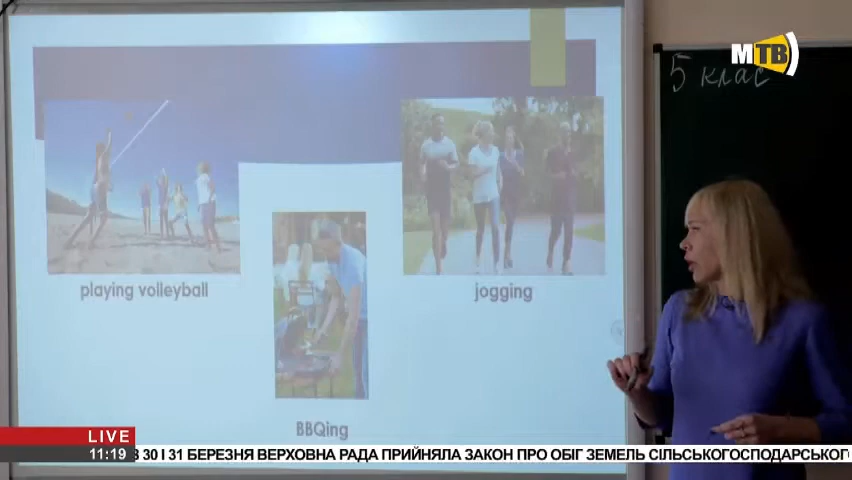 МТВ
5 клас
playing volleyball
jogging
BBQing
LIVE
11:19
З 30 І 31 БЕРЕЗНЯ ВЕРХОВНА РАДА ПРИЙНЯЛА ЗАКОН ПРО ОБІГ ЗЕМЕЛЬ СІЛЬСЬКОГОСПОДАРСЬКОГО